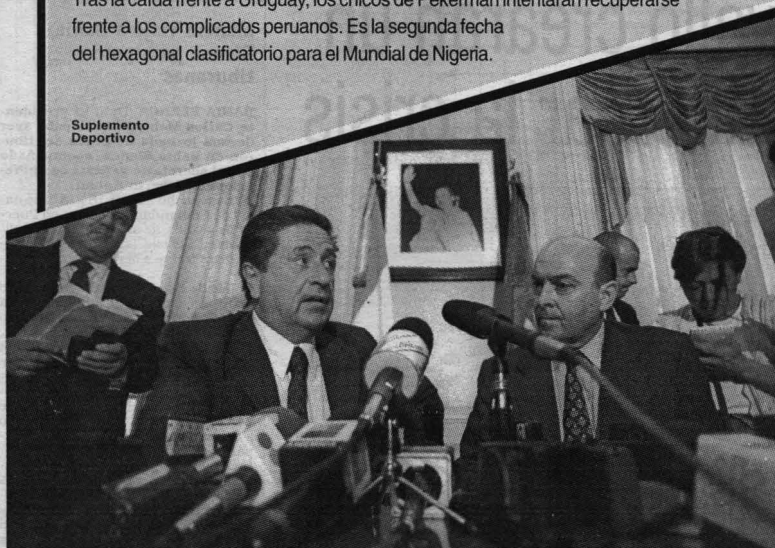 Tras la caída frente a Uruguay, los chicos de Pekerman intentarán recuperarse
frente a los complicados peruanos. Es la segunda fecha
del hexagonal clasificatorio para el Mundial de Nigeria.
Suplemento
Deportivo